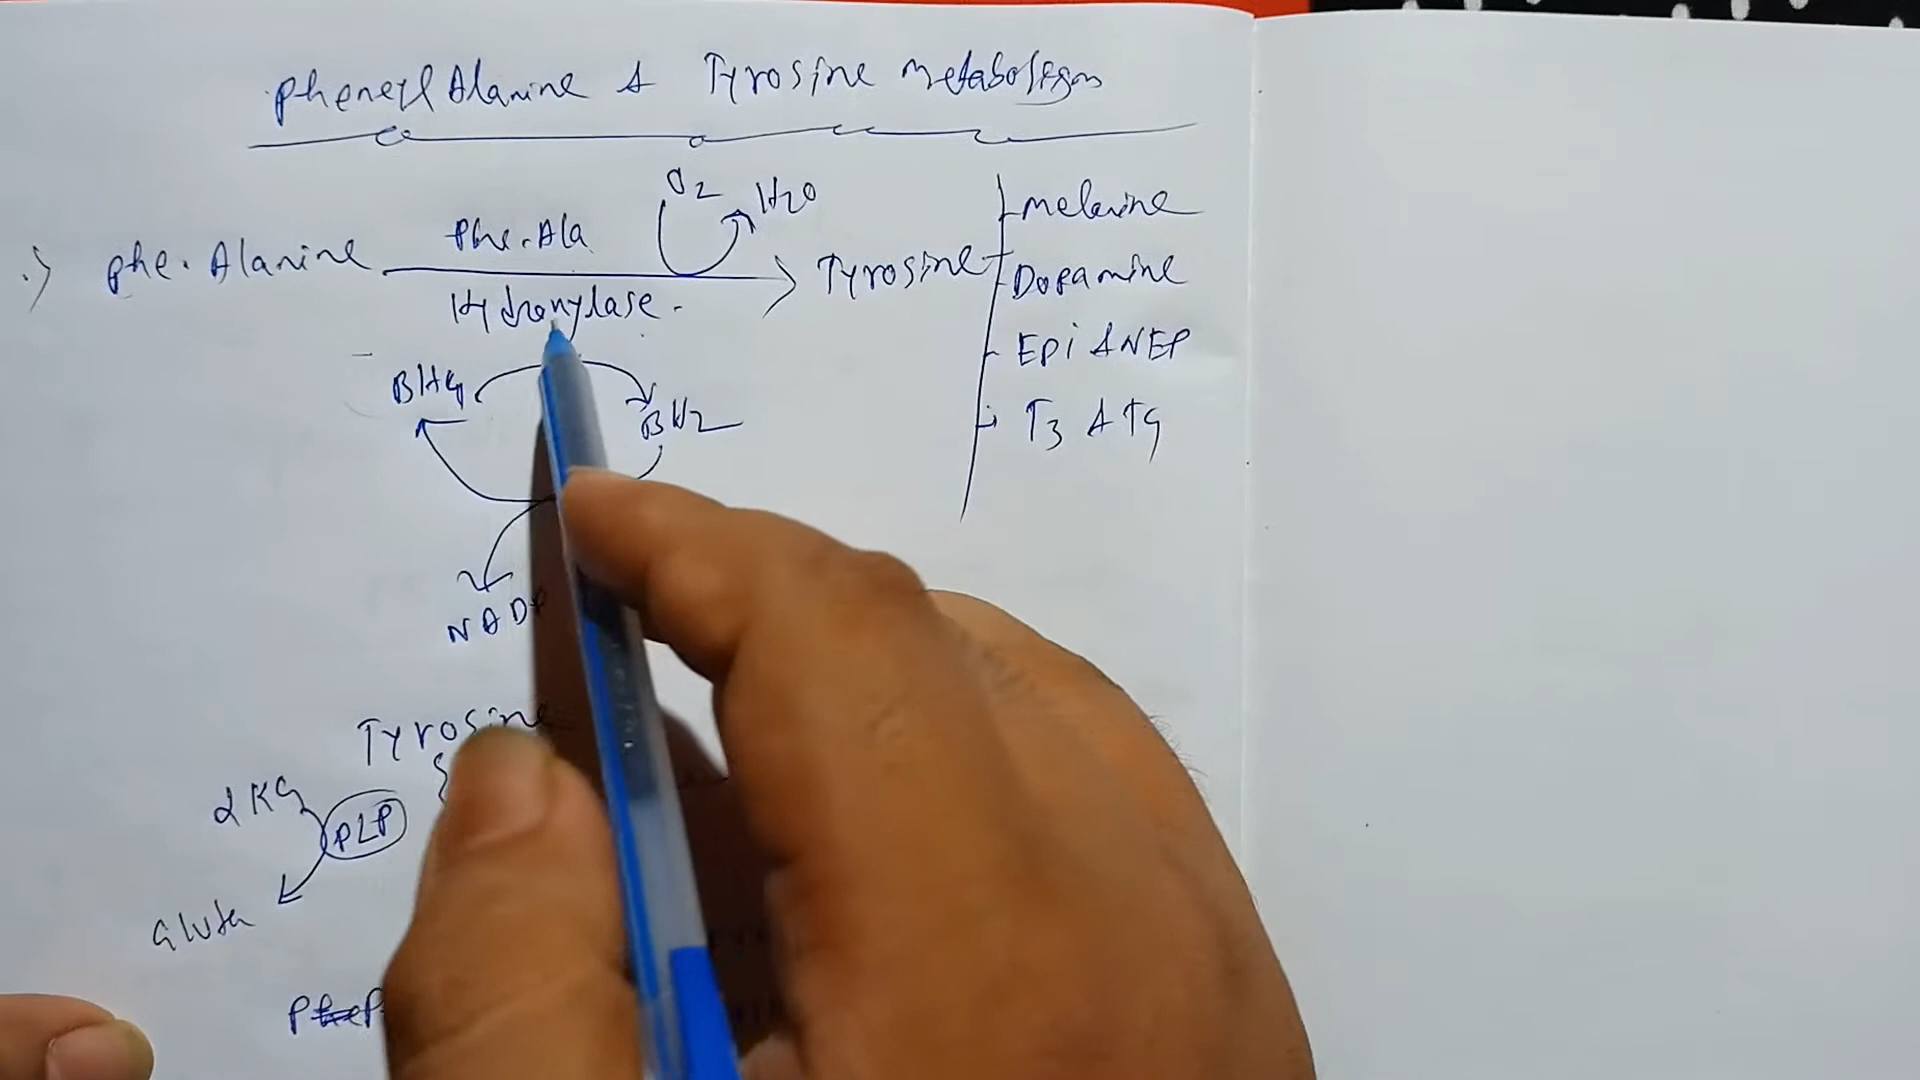 Pheneyl Alanine & Tyrosine metabolism
O2 H2O
Phe. Ala
phe. Alanine Tyrosine
Hydroxylase
BH4 BH2
NADP
melanine
Dopamine
EPi & NEP
T3 & T4
Tyrosine
αKG
PLP
Gluta